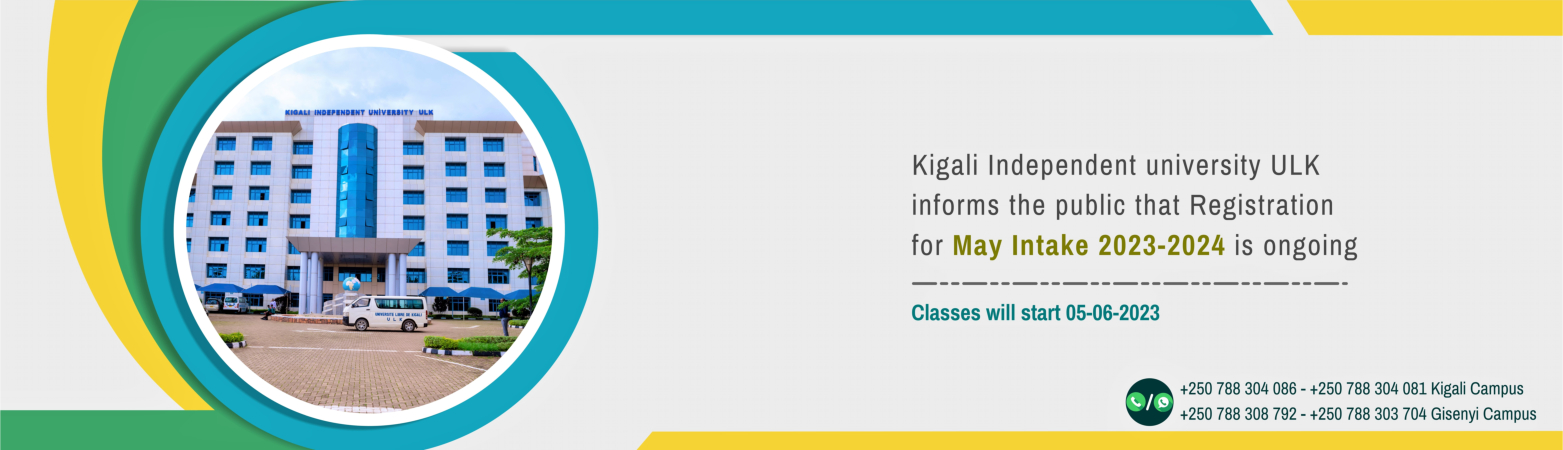 KIGALI INDEPENDENT UNIVERSITY ULK
UNIVERSITE LIBRE DE KIGALI
U L K
Kigali Independent university ULK
informs the public that Registration
for May Intake 2023-2024 is ongoing
Classes will start 05-06-2023
+250 788 304 086 - +250 788 304 081 Kigali Campus
+250 788 308 792 - +250 788 303 704 Gisenyi Campus